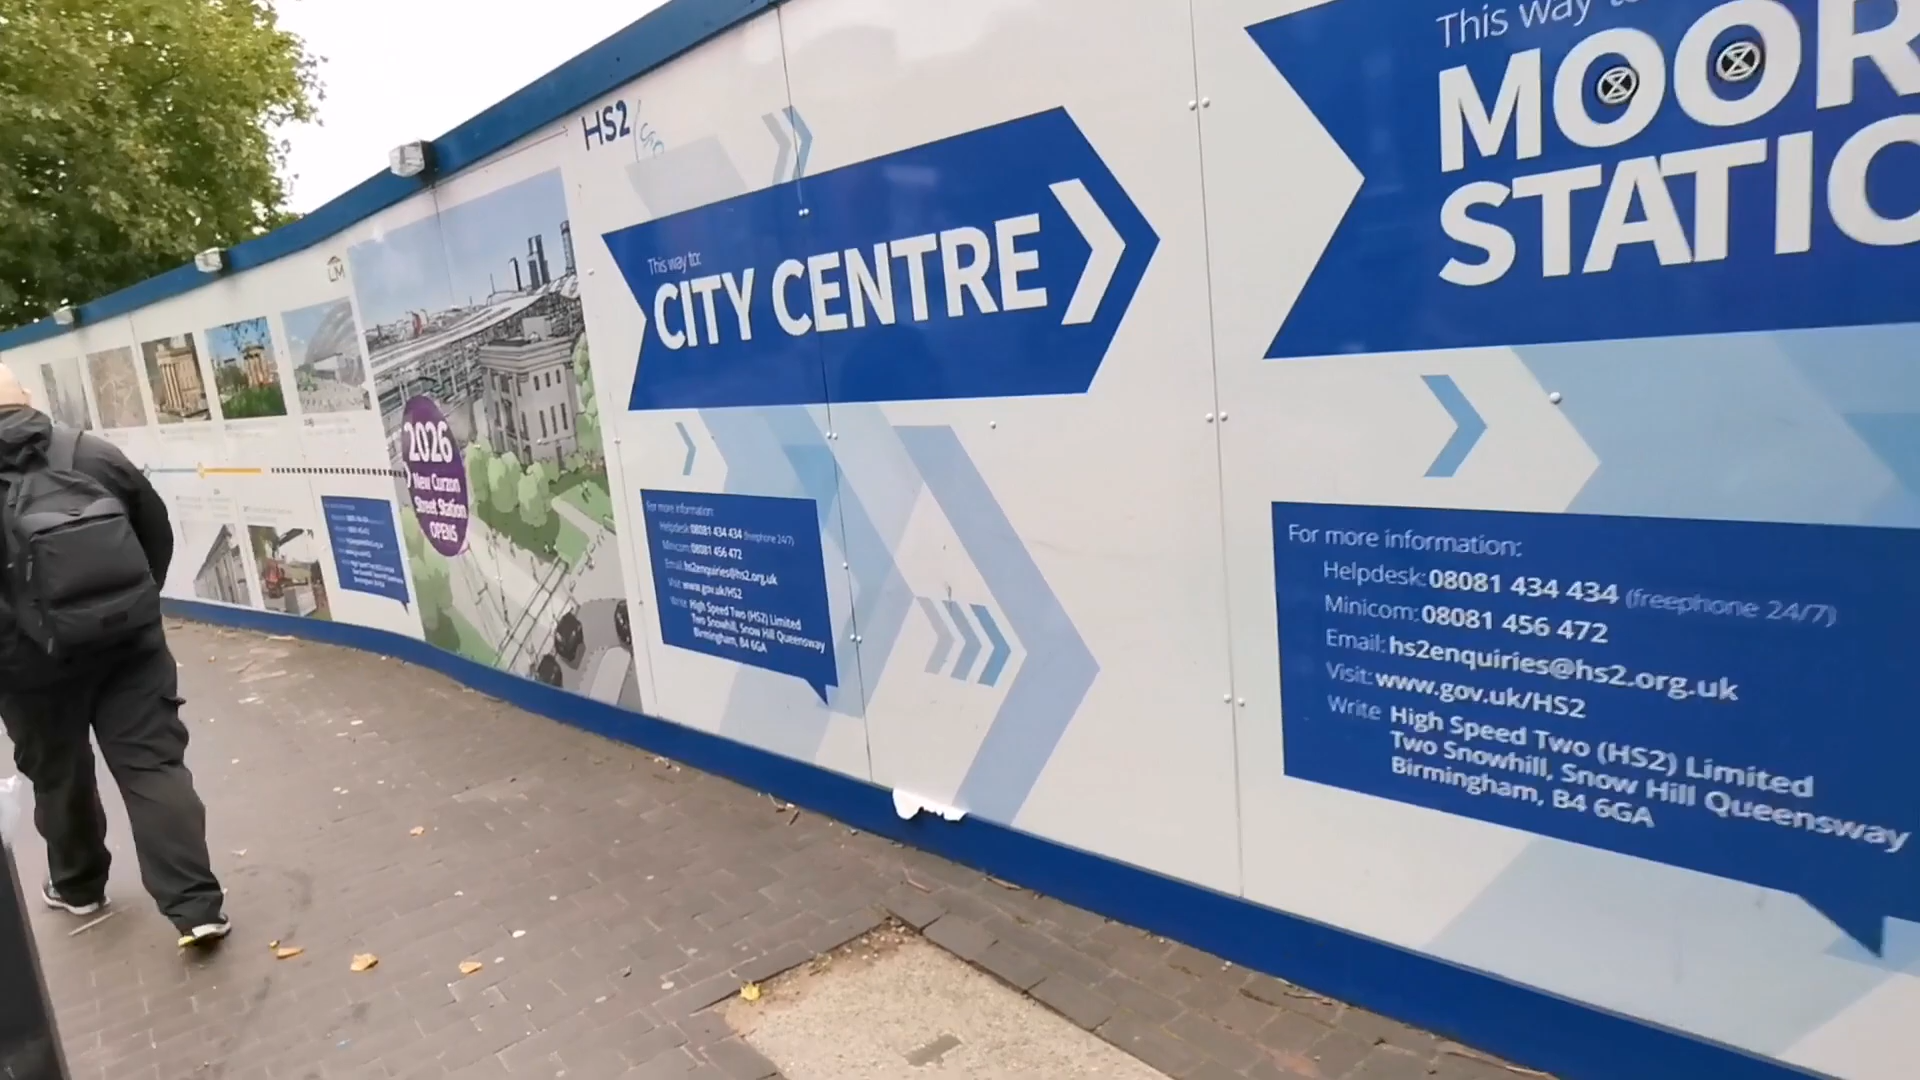 HS2
2026
New Curzon
Street Station
OPENS
This way to:
CITY CENTRE
For more information:
Helpdesk: 08081 434 434 (freephone 24/7)
Minicom: 08081 456 472
Email: hs2enquiries@hs2.org.uk
Visit: www.gov.uk/HS2
Write High Speed Two (HS2) Limited
Two Snowhill, Snow Hill Queensway
Birmingham, B4 6GA
This way to
MOOR
STATIO
For more information:
Helpdesk: 08081 434 434 (freephone 24/7)
Minicom: 08081 456 472
Email: hs2enquiries@hs2.org.uk
Visit: www.gov.uk/HS2
Write High Speed Two (HS2) Limited
Two Snowhill, Snow Hill Queensway
Birmingham, B4 6GA